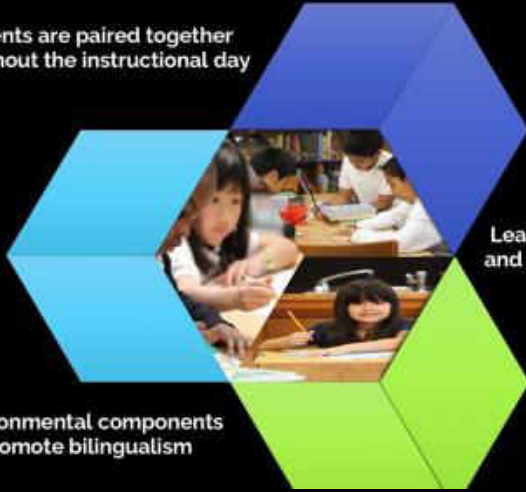 ents are paired together
hout the instructional day
Lea
and
onmental components
omote bilingualism